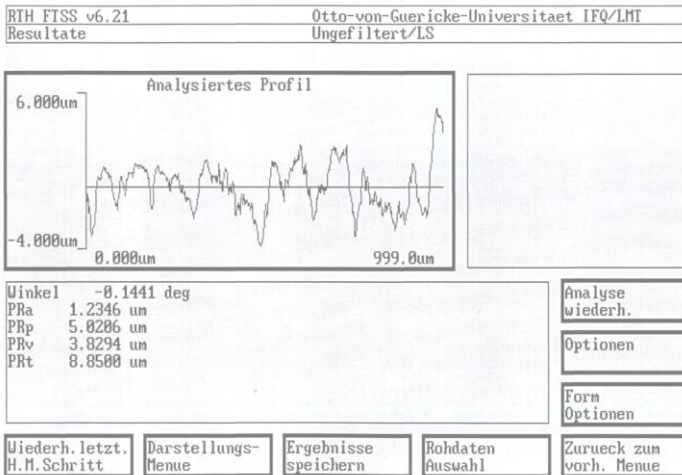 RTH FTSS v6.21
Otto-von-Guericke-Universitaet IFQ/LMT
Resultate
Ungefiltert/LS
Analysiertes Profil
6.000um
-4.000um
0.000um
999.0um
Winkel -0.1441 deg
PRa 1.2346 um
PRp 5.0206 um
PRv 3.8294 um
PRt 8.8500 um
Analyse
wiederh.
Optionen
Form
Optionen
Wiederh.letzt.
H.M.Schritt
Darstellungs-
Menue
Ergebnisse
speichern
Rohdaten
Auswahl
Zurueck zum
vorh. Menue